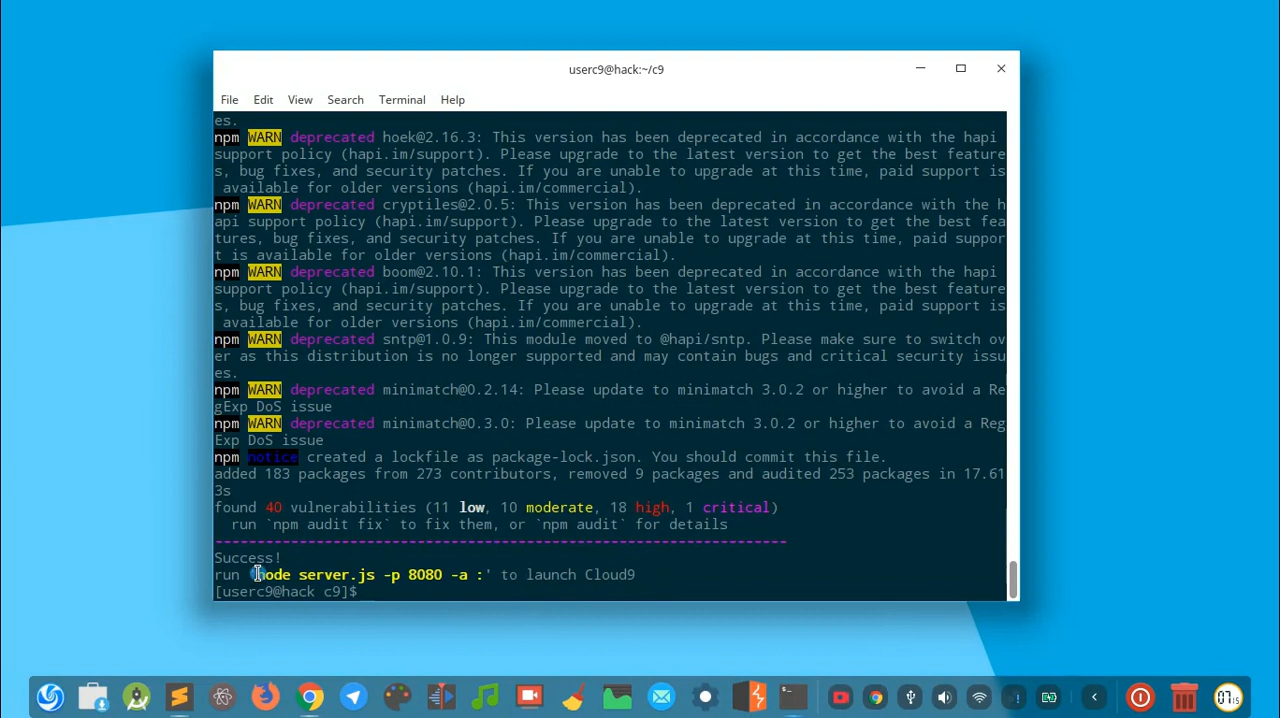 userc9@hack:~/c9
File Edit View Search Terminal Help
es.
npm WARN deprecated hoek@2.16.3: This version has been deprecated in accordance with the hapi
support policy (hapi.im/support). Please upgrade to the latest version to get the best feature
s, bug fixes, and security patches. If you are unable to upgrade at this time, paid support is
 available for older versions (hapi.im/commercial).
npm WARN deprecated cryptiles@2.0.5: This version has been deprecated in accordance with the h
api support policy (hapi.im/support). Please upgrade to the latest version to get the best fea
tures, bug fixes, and security patches. If you are unable to upgrade at this time, paid suppor
t is available for older versions (hapi.im/commercial).
npm WARN deprecated boom@2.10.1: This version has been deprecated in accordance with the hapi
support policy (hapi.im/support). Please upgrade to the latest version to get the best feature
s, bug fixes, and security patches. If you are unable to upgrade at this time, paid support is
 available for older versions (hapi.im/commercial).
npm WARN deprecated sntp@1.0.9: This module moved to @hapi/sntp. Please make sure to switch ov
er as this distribution is no longer supported and may contain bugs and critical security issu
es.
npm WARN deprecated minimatch@0.2.14: Please update to minimatch 3.0.2 or higher to avoid a Re
gExp DoS issue
npm WARN deprecated minimatch@0.3.0: Please update to minimatch 3.0.2 or higher to avoid a Reg
Exp DoS issue
npm notice created a lockfile as package-lock.json. You should commit this file.
added 183 packages from 273 contributors, removed 9 packages and audited 253 packages in 17.61
3s
found 40 vulnerabilities (11 low, 10 moderate, 18 high, 1 critical)
  run `npm audit fix` to fix them, or `npm audit` for details
--------------------------------------------------------------------
Success!
run 'node server.js -p 8080 -a :' to launch Cloud9
[userc9@hack c9]$
07 15